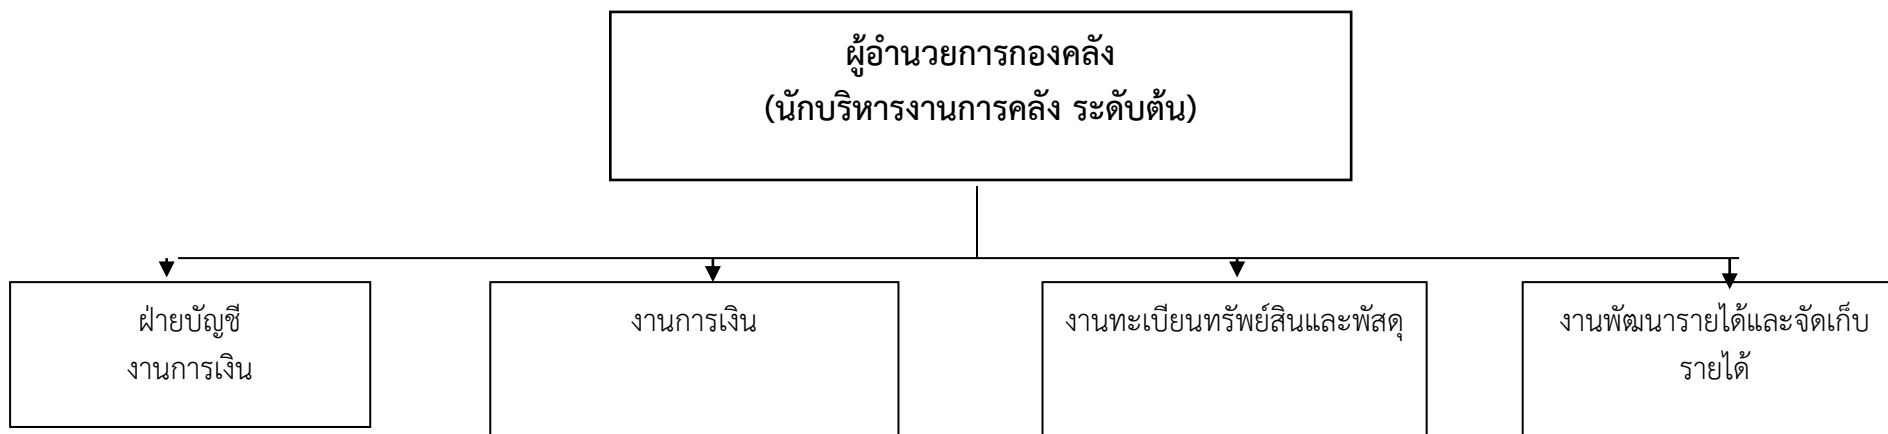 ผู้อำนวยการกองคลัง
(นักบริหารงานการคลัง ระดับต้น)
ฝ่ายบัญชี
งานการเงิน
งานการเงิน
งานทะเบียนทรัพย์สินและพัสดุ
งานพัฒนารายได้และจัดเก็บ
รายได้